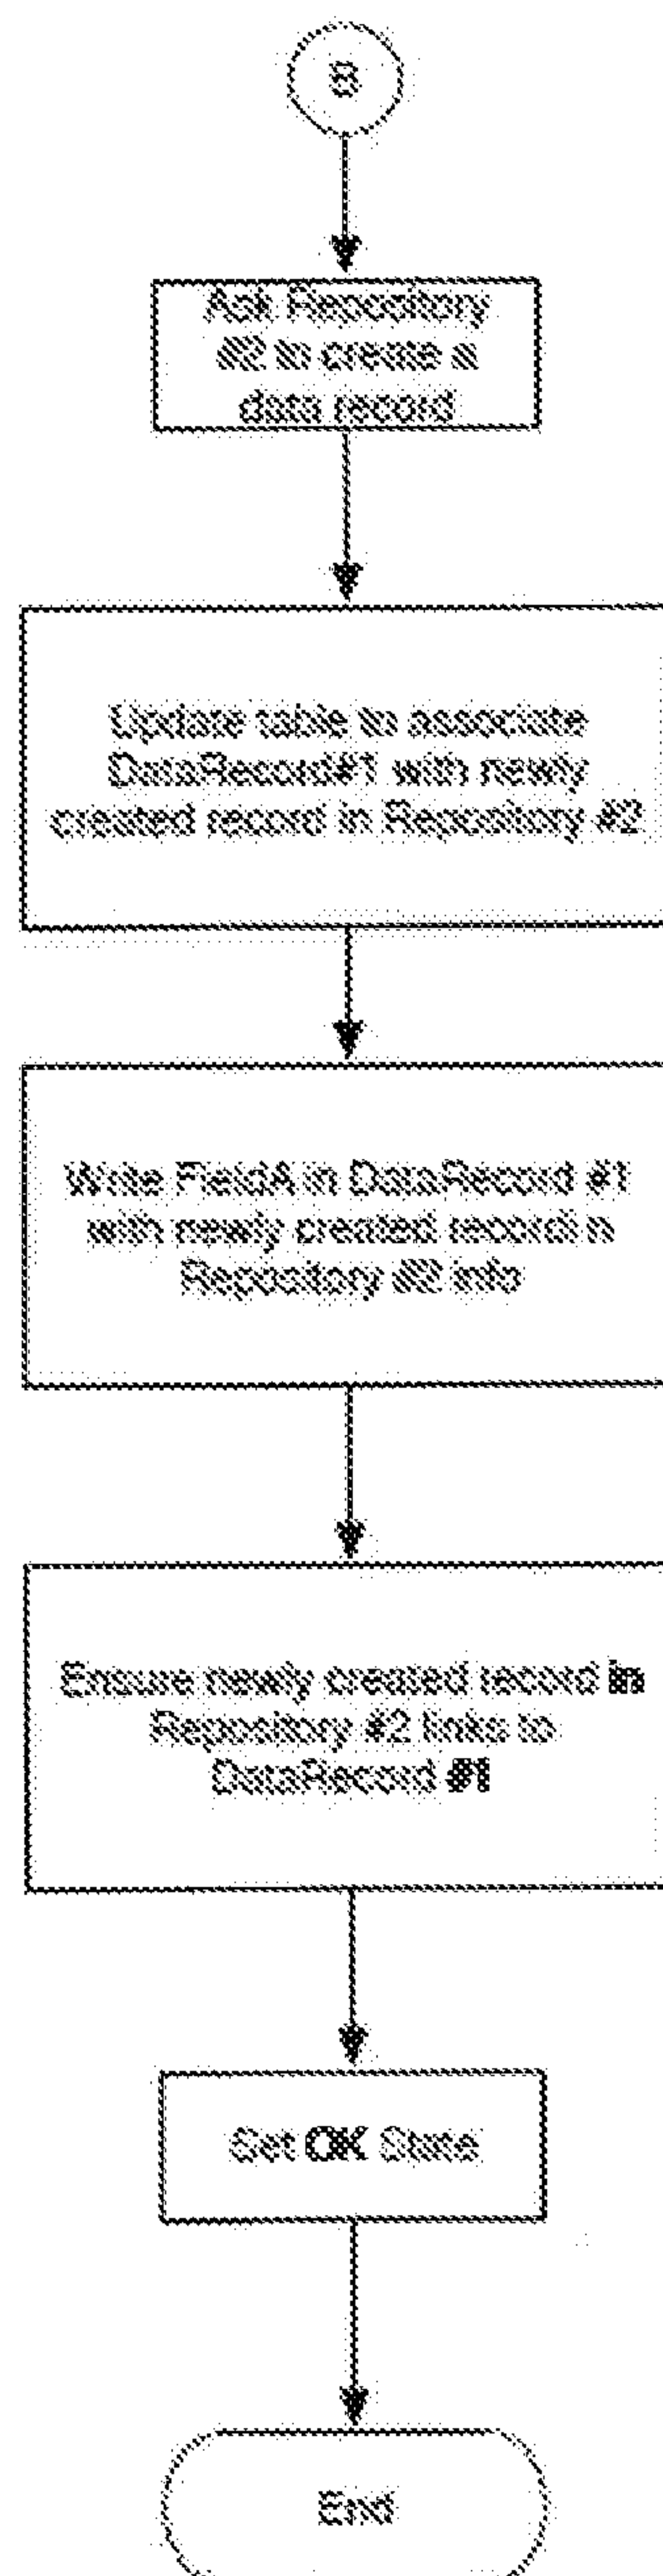 B
Ask Repository
#2 to create a
data record
Update table to associate
DataRecord#1 with newly
created record in Repository #2
Write FieldA in DataRecord #1
with newly created record in
Repository #2 info
Ensure newly created record in
Repository #2 links to
DataRecord #1
Set OK State
End